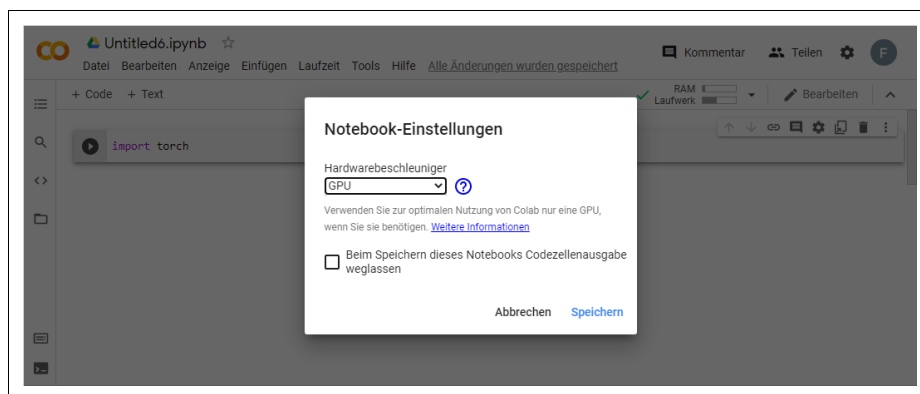 Untitled6.ipynb
Datei Bearbeiten Anzeige Einfügen Laufzeit Tools Hilfe Alle Änderungen wurden gespeichert
Kommentar Teilen F
+ Code + Text
RAM
Laufwerk
Bearbeiten
import torch
Notebook-Einstellungen
Hardwarebeschleuniger
GPU
Verwenden Sie zur optimalen Nutzung von Colab nur eine GPU,
wenn Sie sie benötigen. Weitere Informationen
Beim Speichern dieses Notebooks Codezellenausgabe
weglassen
Abbrechen Speichern